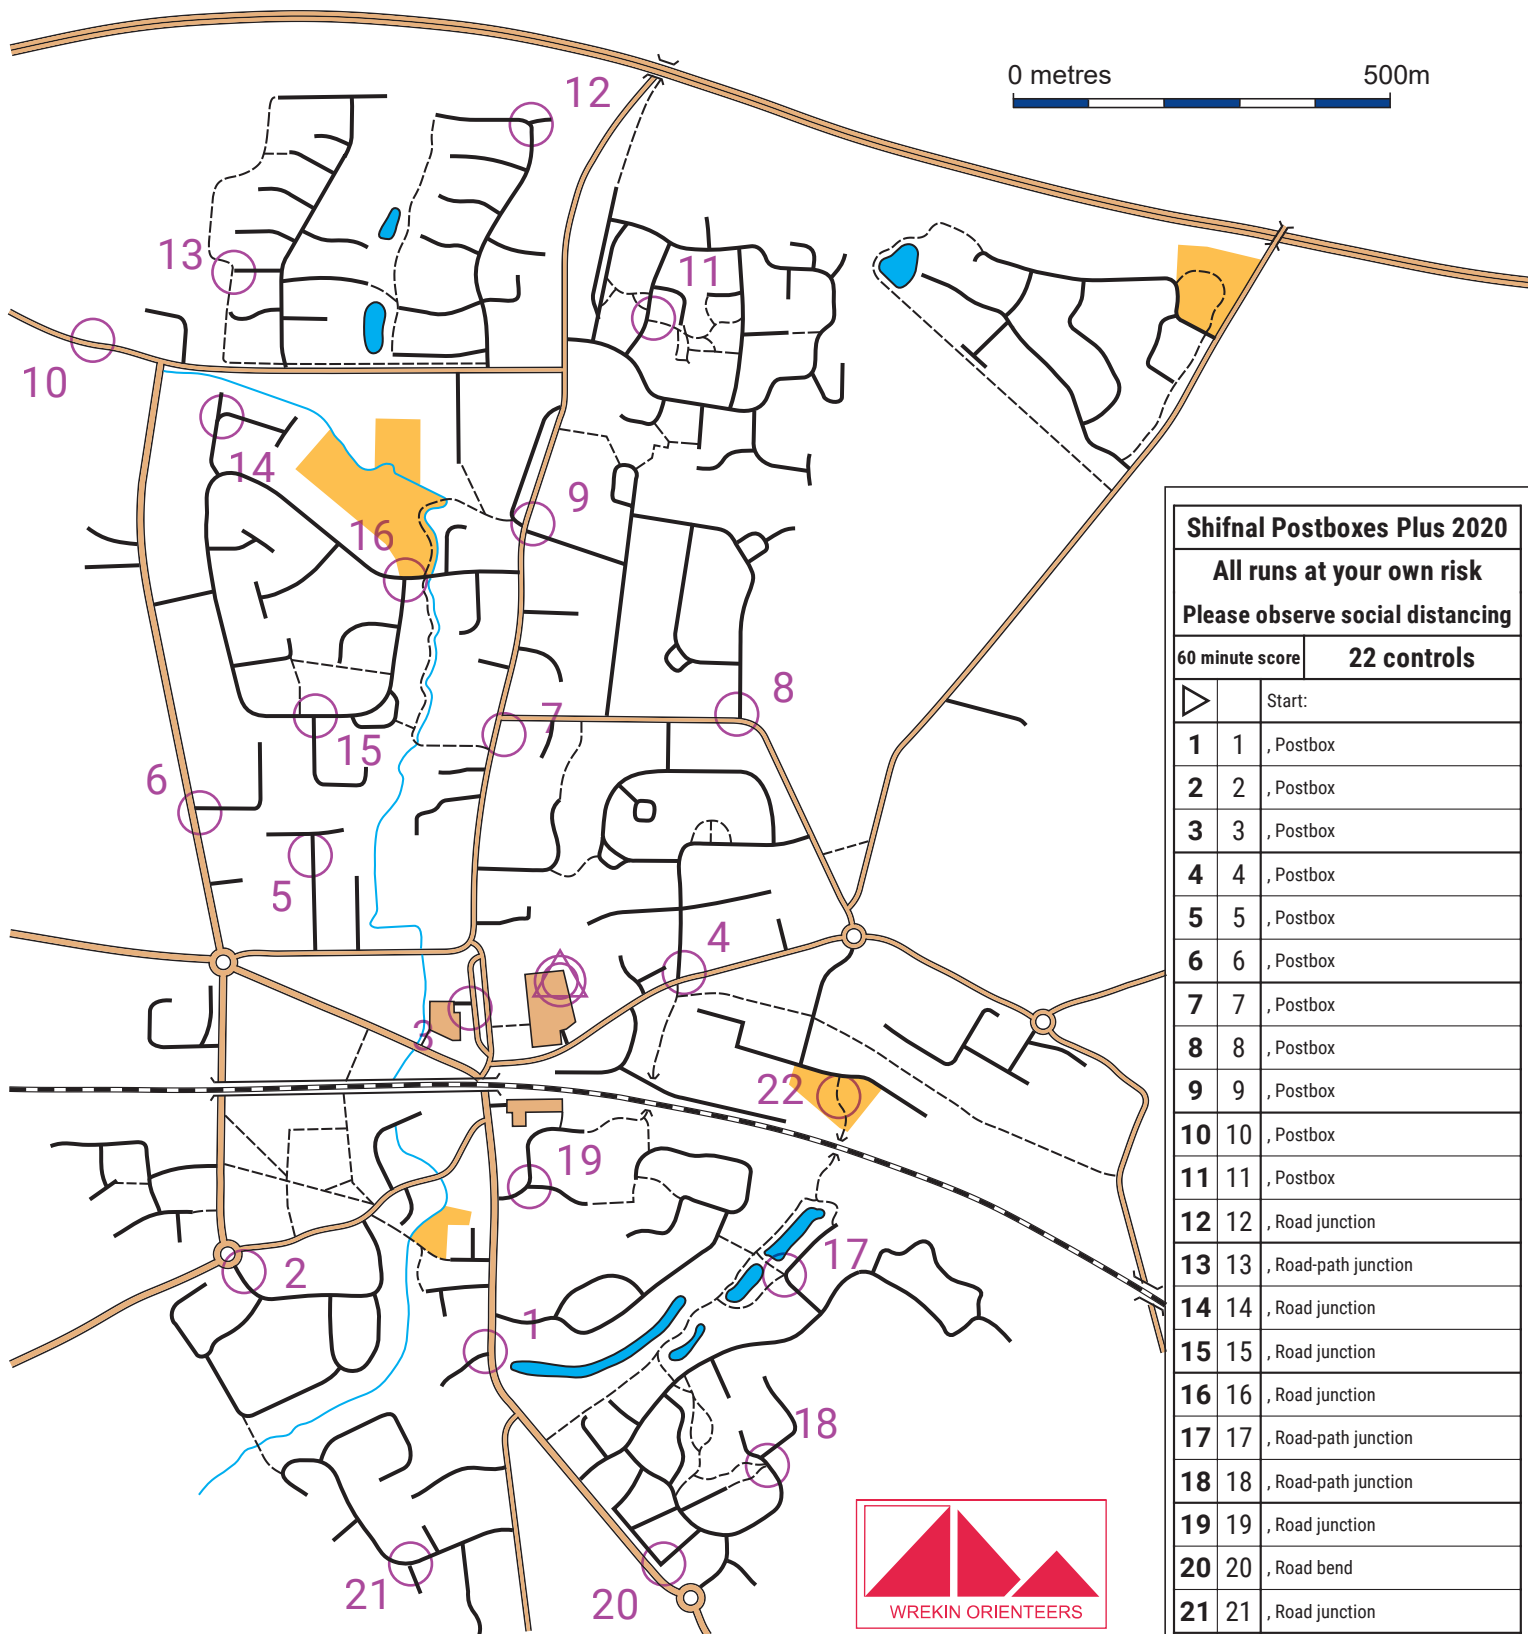 0 metres 500m
12
13
11
10
14
9
16
8
7
15
6
5
4
3
22
19
17
2
1
18
21
20
Shifnal Postboxes Plus 2020
All runs at your own risk
Please observe social distancing
60 minute score 22 controls
Start:
1 1 , Postbox
2 2 , Postbox
3 3 , Postbox
4 4 , Postbox
5 5 , Postbox
6 6 , Postbox
7 7 , Postbox
8 8 , Postbox
9 9 , Postbox
10 10 , Postbox
11 11 , Postbox
12 12 , Road junction
13 13 , Road-path junction
14 14 , Road junction
15 15 , Road junction
16 16 , Road junction
17 17 , Road-path junction
18 18 , Road-path junction
19 19 , Road junction
20 20 , Road bend
21 21 , Road junction
WREKIN ORIENTEERS